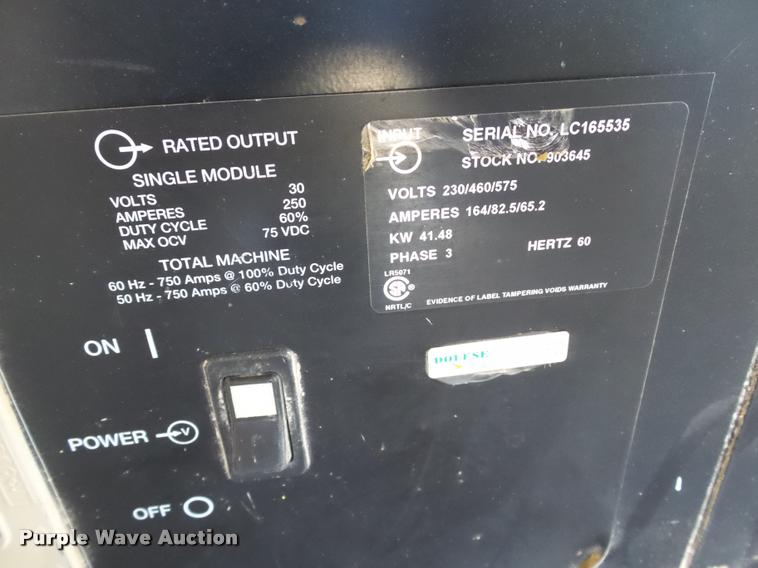 RATED OUTPUT
SINGLE MODULE
VOLTS 30
AMPERES 250
DUTY CYCLE 60%
MAX OCV 75 VDC
TOTAL MACHINE
60 Hz - 750 Amps @ 100% Duty Cycle
50 Hz - 750 Amps @ 60% Duty Cycle
INPUT
SERIAL NO. LC165535
STOCK NO. 903645
VOLTS 230/460/575
AMPERES 164/82.5/65.2
KW 41.48
PHASE 3 HERTZ 60
LR5071
NRTL/C
EVIDENCE OF LABEL TAMPERING VOIDS WARRANTY
DOLESE
ON
POWER V
OFF
Purple Wave Auction